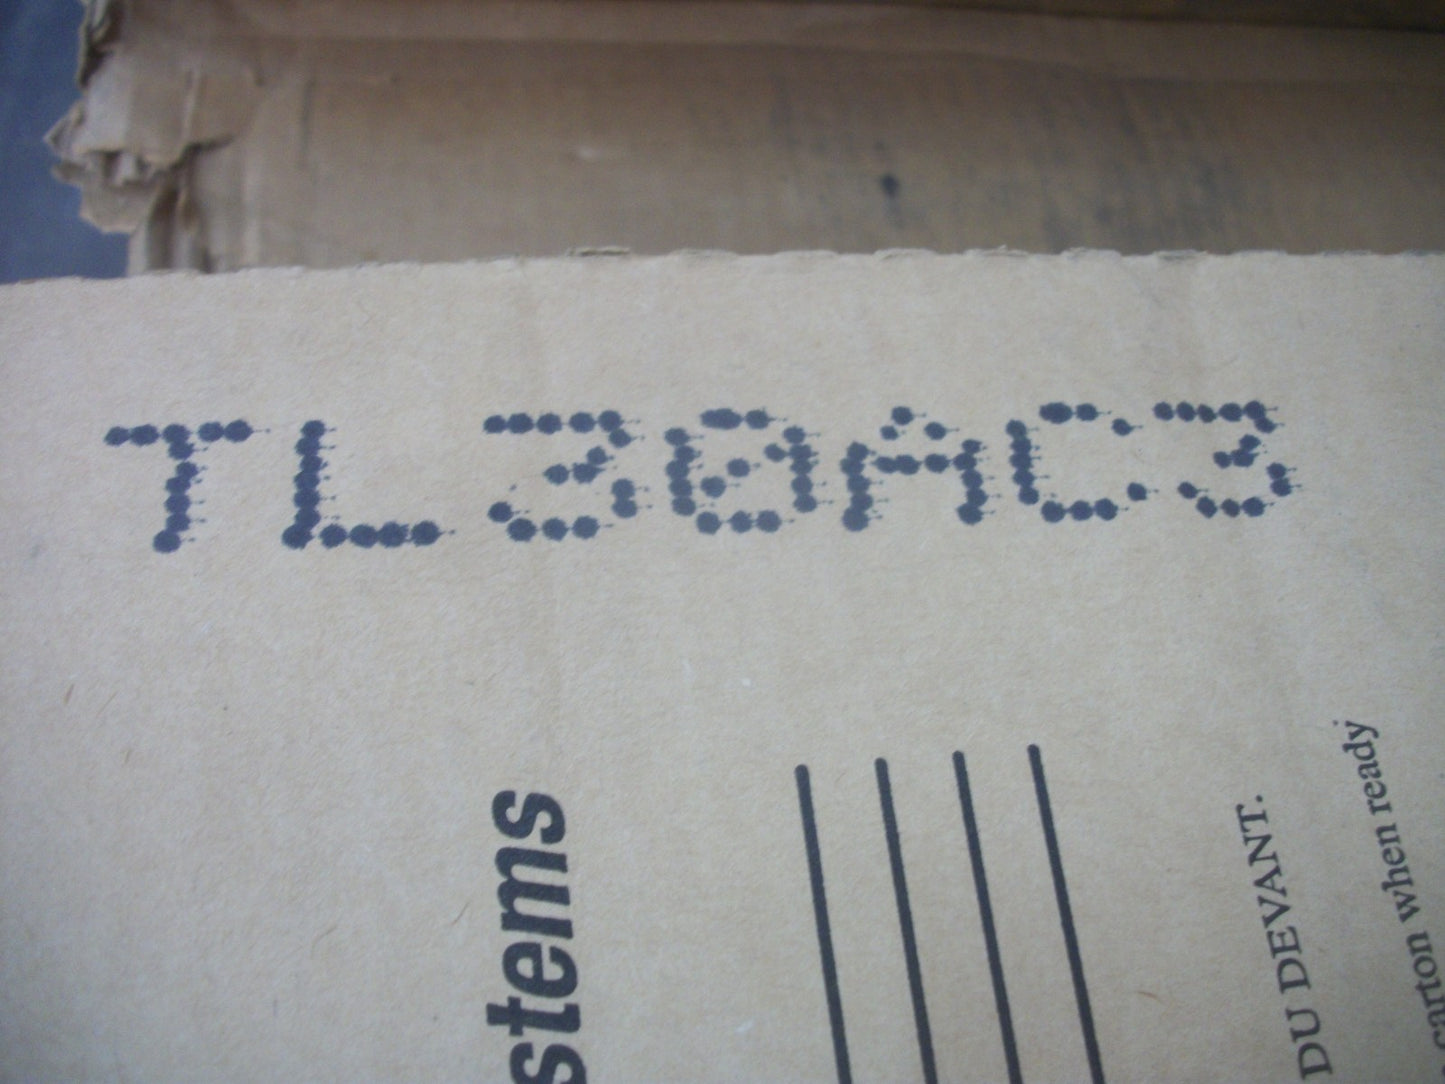 TL30AC3
stems
DU DEVANT.
carton when ready